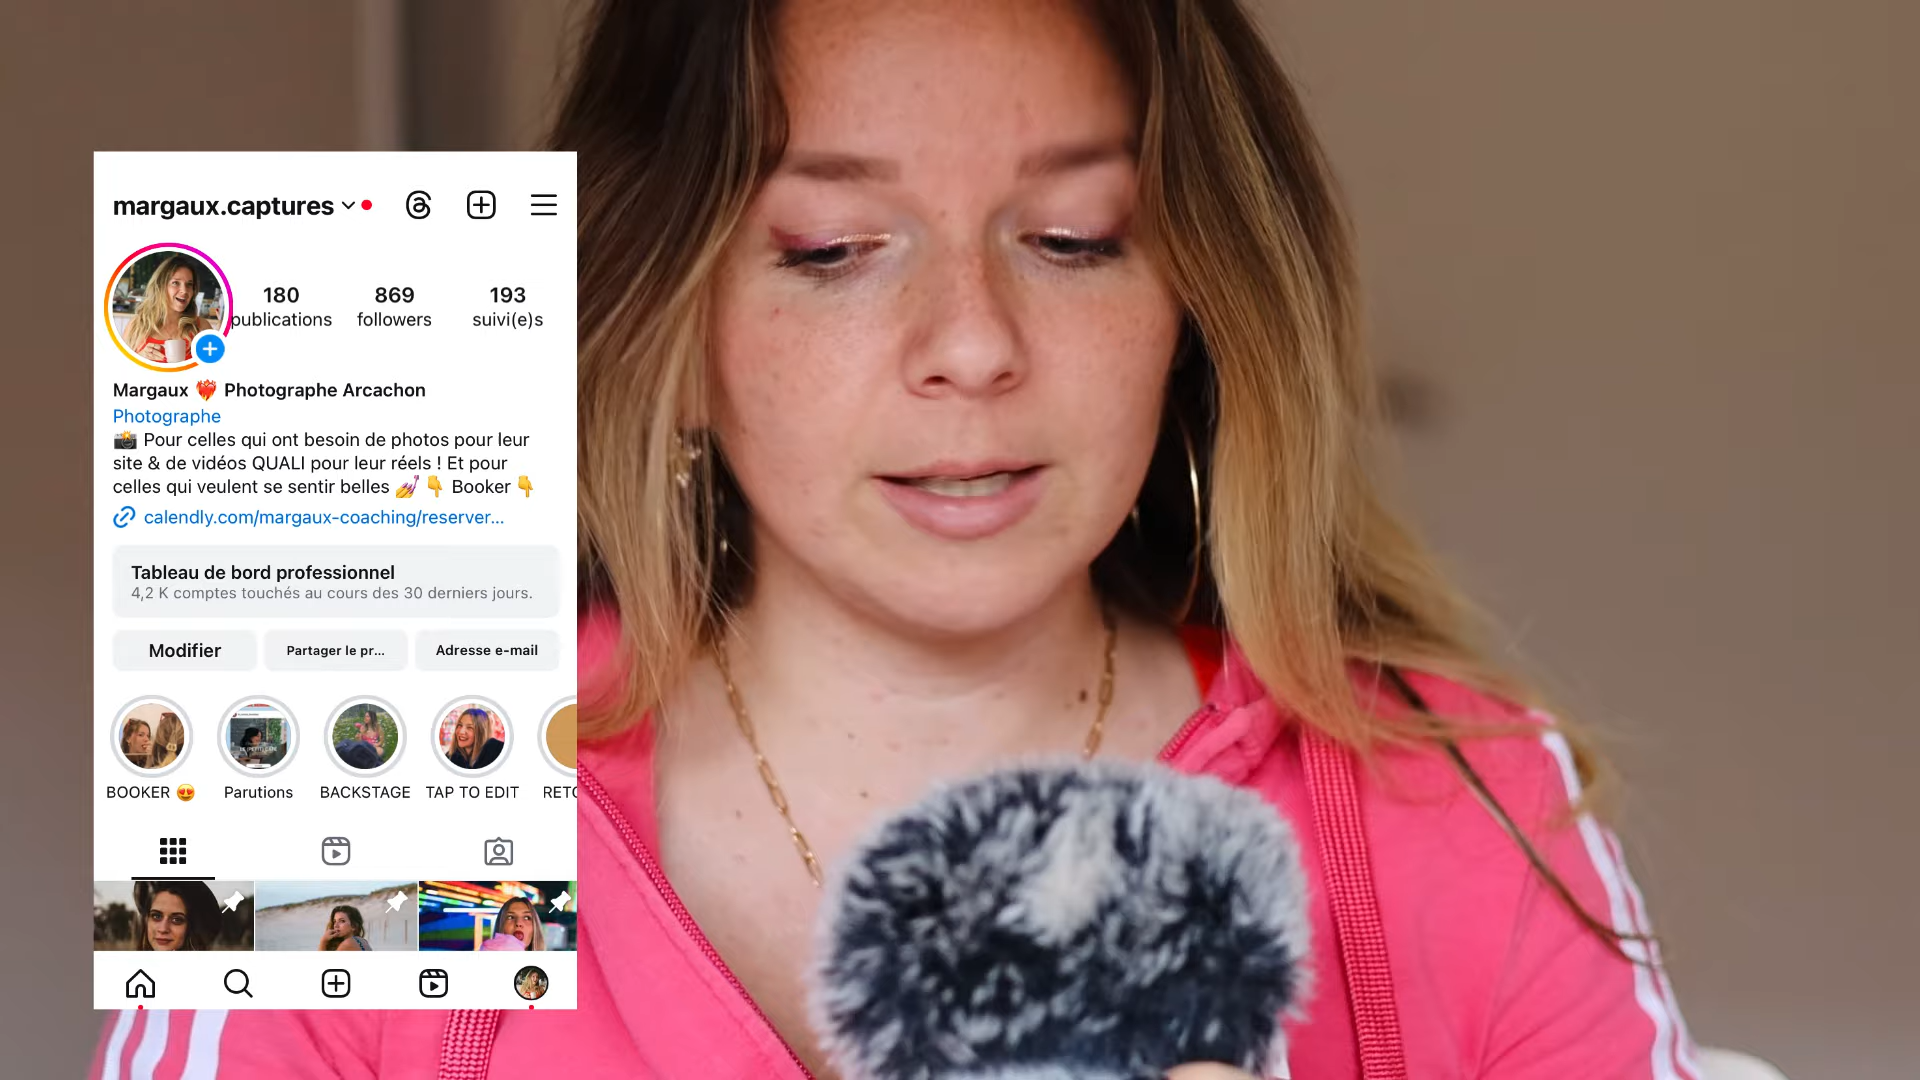 margaux.captures
180
publications
869
followers
193
suivi(e)s
Margaux ❤️‍🔥 Photographe Arcachon
Photographe
📸 Pour celles qui ont besoin de photos pour leur
site & de vidéos QUALI pour leur réels ! Et pour
celles qui veulent se sentir belles 💅 👇 Booker 👇
calendly.com/margaux-coaching/reserver...
Tableau de bord professionnel
4,2 K comptes touchés au cours des 30 derniers jours.
Modifier
Partager le pr...
Adresse e-mail
BOOKER 😍
Parutions
BACKSTAGE
TAP TO EDIT
RETO